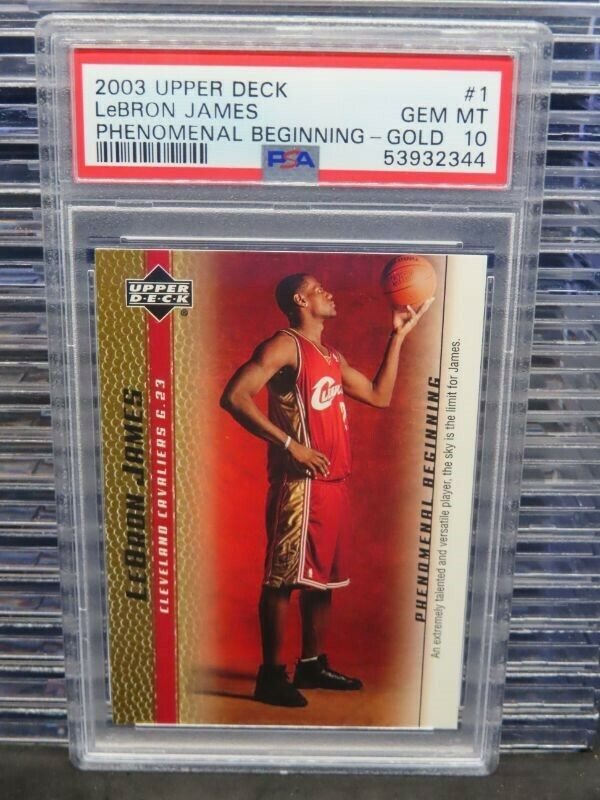 2003 UPPER DECK #1
LeBRON JAMES GEM MT
PHENOMENAL BEGINNING - GOLD 10
PSA 53932344
UPPER
DECK®
LeBRON JAMES
CLEVELAND CAVALIERS G.23
PHENOMENAL BEGINNING
An extremely talented and versatile player, the sky is the limit for James.